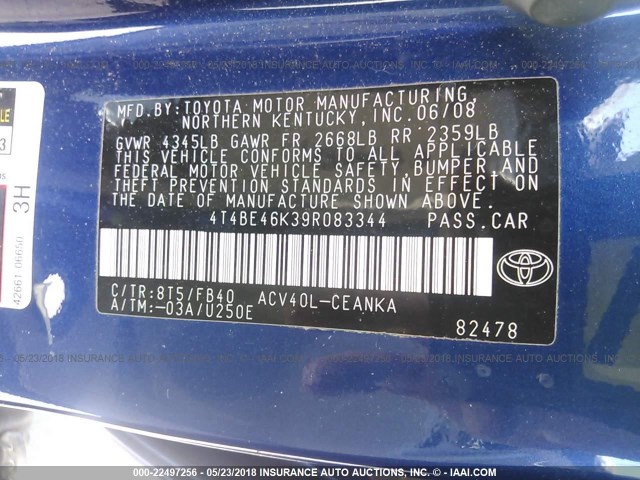 MFD.BY:TOYOTA MOTOR MANUFACTURING,
NORTHERN KENTUCKY,INC.06/08
GVWR 4345LB GAWR FR 2668LB RR 2359LB
THIS VEHICLE CONFORMS TO ALL APPLICABLE
FEDERAL MOTOR VEHICLE SAFETY,BUMPER,AND
THEFT PREVENTION STANDARDS IN EFFECT ON
THE DATE OF MANUFACTURE SHOWN ABOVE.
4T4BE46K39R083344 PASS.CAR
C/TR:8T5/FB40 ACV40L-CEANKA
A/TM:-03A/U250E
82478
3H
42661 06650
000-22497256 - 05/23/2018 INSURANCE AUTO AUCTIONS, INC. - © - IAAI.COM